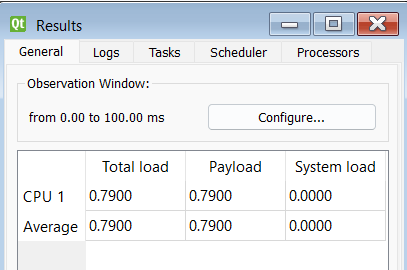 Qt Results
General Logs Tasks Scheduler Processors
Observation Window:
from 0.00 to 100.00 ms Configure...
Total load Payload System load
CPU 1 0.7900 0.7900 0.0000
Average 0.7900 0.7900 0.0000